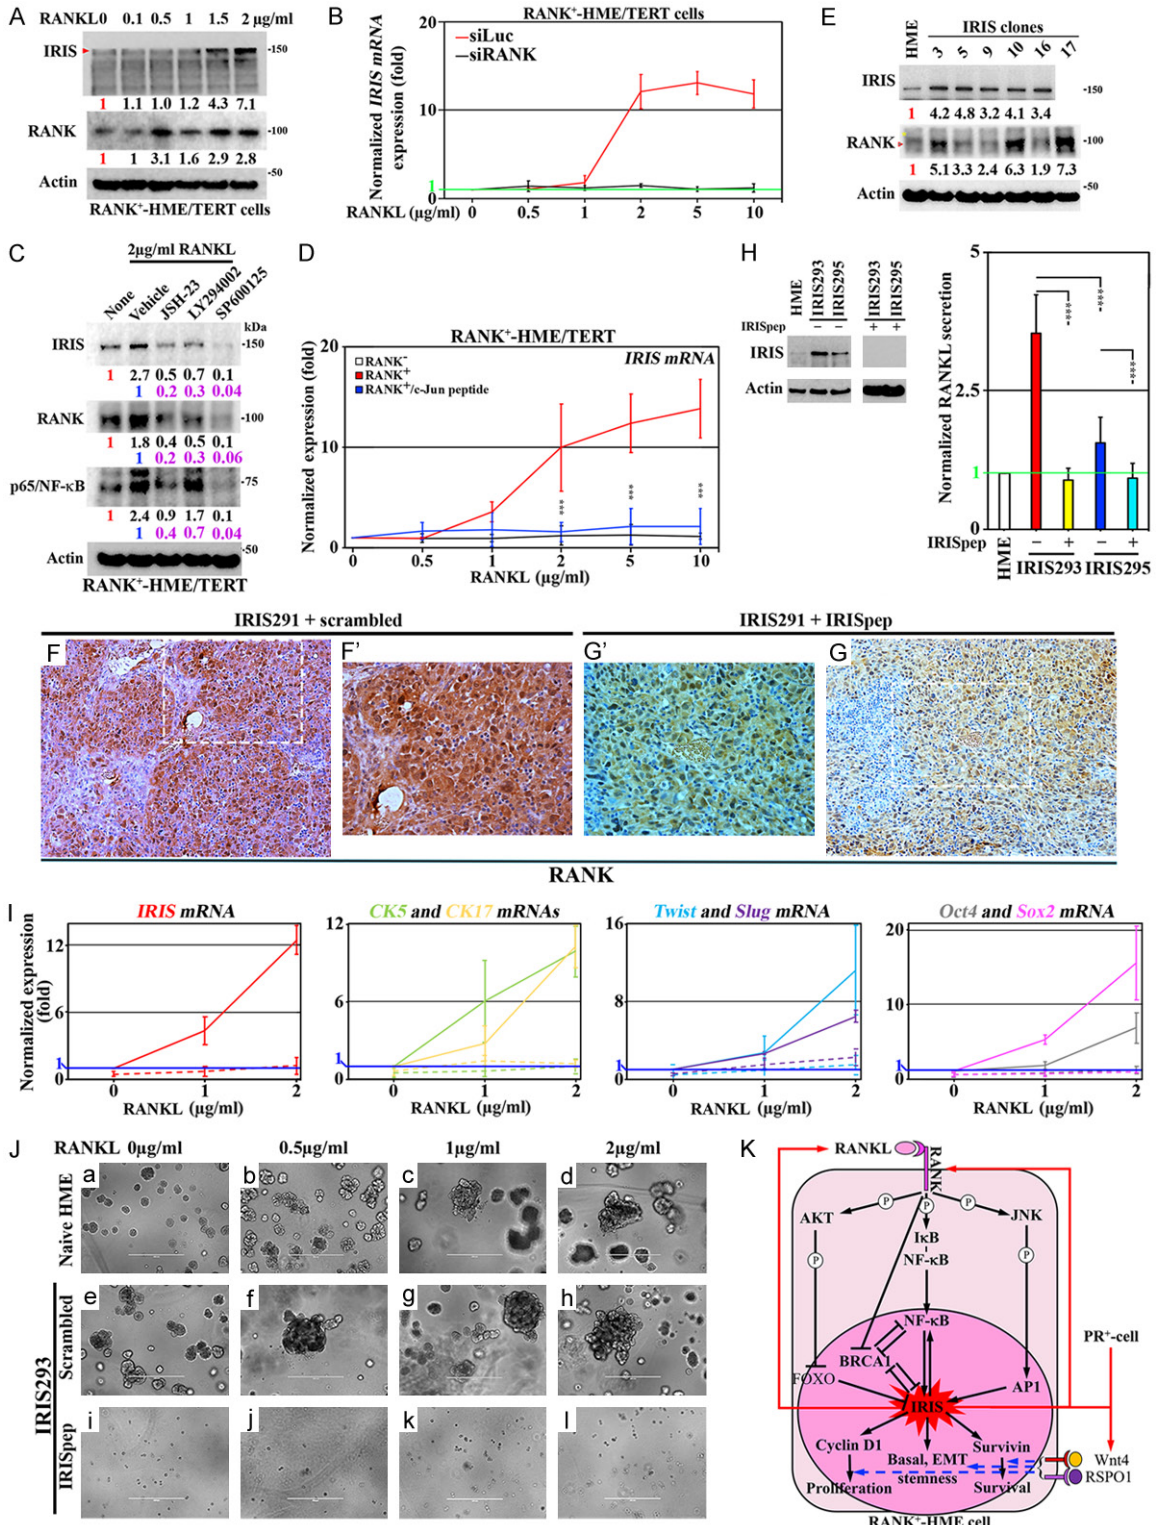 A
RANKL 0 0.1 0.5 1 1.5 2 µg/ml
IRIS
-150
1 1.1 1.0 1.2 4.3 7.1
RANK
-100
1 1 3.1 1.6 2.9 2.8
-50
Actin
RANK+-HME/TERT cells
B
RANK+-HME/TERT cells
Normalized IRIS mRNA
expression (fold)
20
10
1
0
siLuc
siRANK
0 0.5 1 2 5 10
RANKL (µg/ml)
E
IRIS clones
HME 3 5 9 10 16 17
IRIS
-150
1 4.2 4.8 3.2 4.1 3.4
RANK
-100
1 5.1 3.3 2.4 6.3 1.9 7.3
-50
Actin
C
2µg/ml RANKL
None Vehicle JSH-23 LY294002 SP600125
kDa
IRIS
-150
1 2.7 0.5 0.7 0.1
1 0.2 0.3 0.04
RANK
-100
1 1.8 0.4 0.5 0.1
1 0.2 0.3 0.06
p65/NF-κB
-75
1 2.4 0.9 1.7 0.1
1 0.4 0.7 0.04
-50
Actin
RANK+-HME/TERT
D
RANK+-HME/TERT
IRIS mRNA
RANK-
RANK+
RANK+/c-Jun peptide
Normalized expression (fold)
20
10
0
*** *** ***
0 0.5 1 2 5 10
RANKL (µg/ml)
H
HME IRIS293 IRIS295 IRIS293 IRIS295
IRISpep - - + +
IRIS
Actin
Normalized RANKL secretion
5
2.5
1
0
**** **** ****
IRISpep - + - +
HME IRIS293 IRIS295
IRIS291 + scrambled
IRIS291 + IRISpep
F
F'
G'
G
RANK
I
IRIS mRNA
Normalized expression
(fold)
12
6
1
0
0 1 2
RANKL (µg/ml)
CK5 and CK17 mRNAs
12
6
1
0
0 1 2
RANKL (µg/ml)
Twist and Slug mRNA
16
8
1
0
0 1 2
RANKL (µg/ml)
Oct4 and Sox2 mRNA
20
10
1
0
0 1 2
RANKL (µg/ml)
J
RANKL 0µg/ml 0.5µg/ml 1µg/ml 2µg/ml
Naive HME
a b c d
IRIS293
Scrambled
e f g h
IRISpep
i j k l
K
RANKL
RANK
P P P
AKT
JNK
IκB
NF-κB
P P
NF-κB
BRCA1
FOXO
AP1
IRIS
PR+-cell
Cyclin D1
Basal, EMT
stemness
Survivin
Proliferation
Survival
Wnt4
RSPO1
RANK+-HME cell